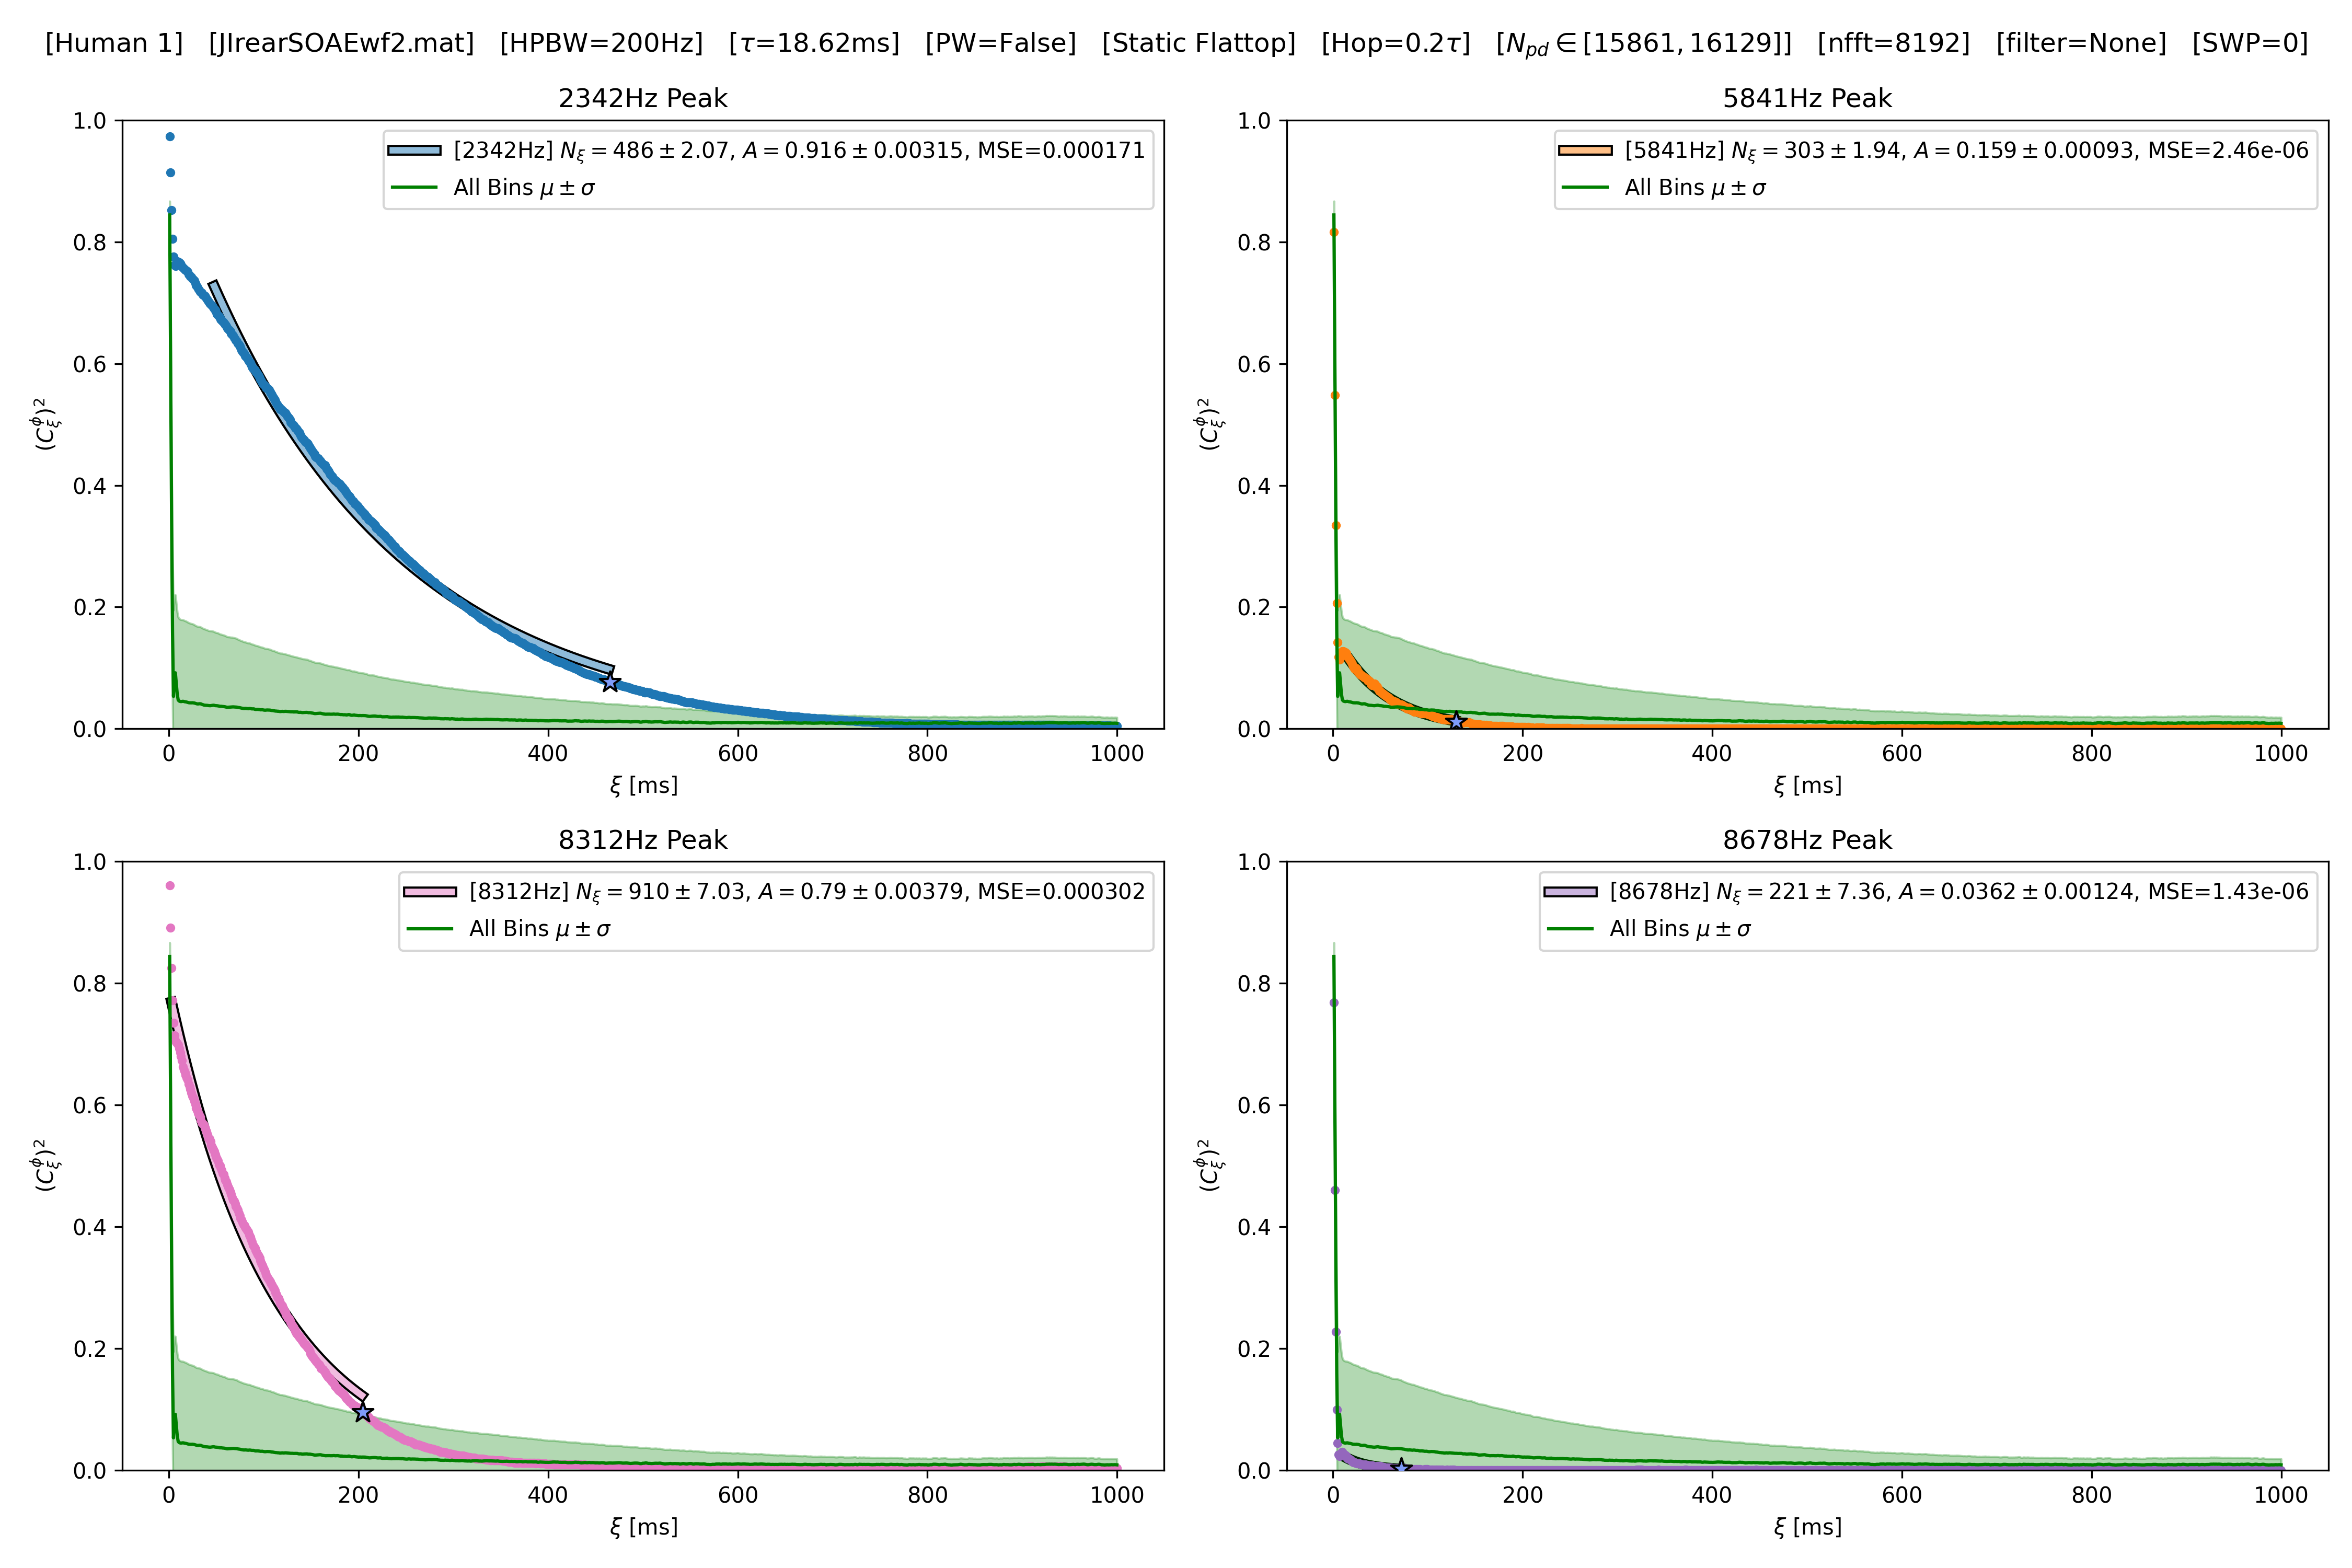 [Human 1] [JIrearSOAEwf2.mat] [HPBW=200Hz] [τ=18.62ms] [PW=False] [Static Flattop] [Hop=0.2τ] [N_pd ∈ [15861, 16129]] [nfft=8192] [filter=None] [SWP=0]
2342Hz Peak
[2342Hz] N_ξ = 486 ± 2.07, A = 0.916 ± 0.00315, MSE=0.000171
All Bins μ ± σ
1.0
0.8
0.6
0.4
0.2
0.0
(C_ξ^ϕ)^2
0 200 400 600 800 1000
ξ [ms]
5841Hz Peak
[5841Hz] N_ξ = 303 ± 1.94, A = 0.159 ± 0.00093, MSE=2.46e-06
All Bins μ ± σ
1.0
0.8
0.6
0.4
0.2
0.0
(C_ξ^ϕ)^2
0 200 400 600 800 1000
ξ [ms]
8312Hz Peak
[8312Hz] N_ξ = 910 ± 7.03, A = 0.79 ± 0.00379, MSE=0.000302
All Bins μ ± σ
1.0
0.8
0.6
0.4
0.2
0.0
(C_ξ^ϕ)^2
0 200 400 600 800 1000
ξ [ms]
8678Hz Peak
[8678Hz] N_ξ = 221 ± 7.36, A = 0.0362 ± 0.00124, MSE=1.43e-06
All Bins μ ± σ
1.0
0.8
0.6
0.4
0.2
0.0
(C_ξ^ϕ)^2
0 200 400 600 800 1000
ξ [ms]